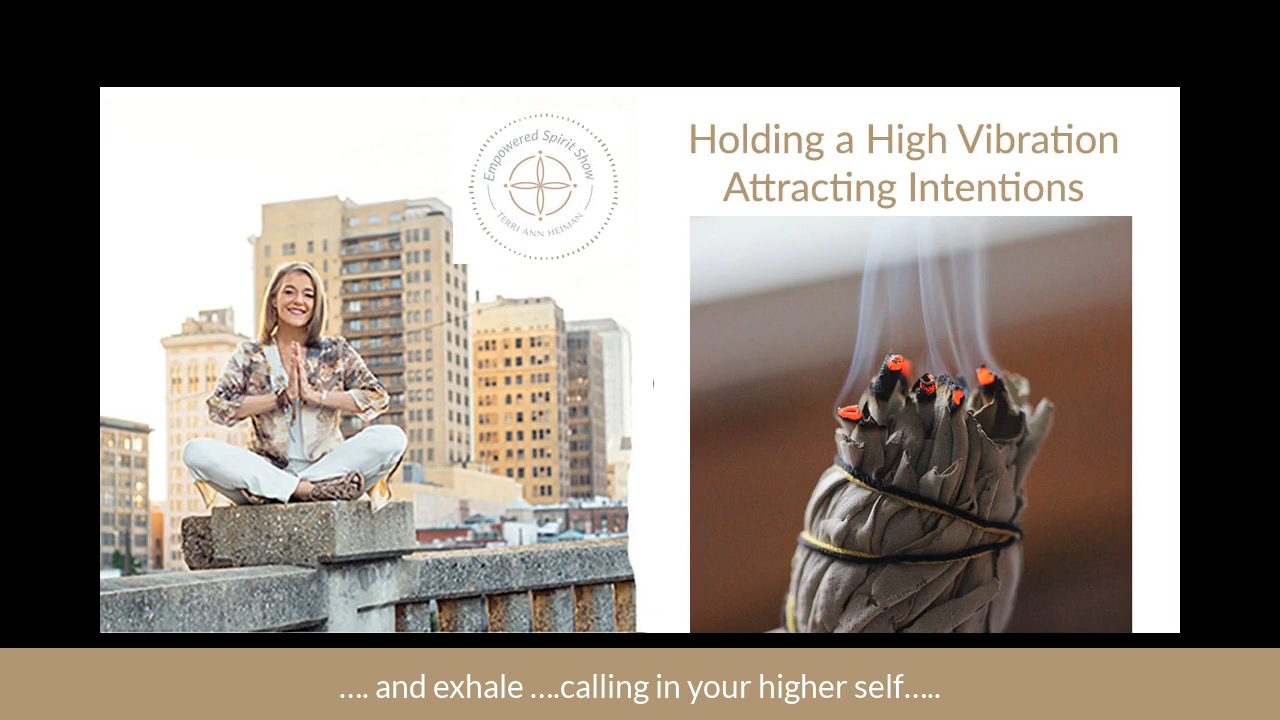 Empowered Spirit Show
TERRI ANN HEIMAN
Holding a High Vibration
Attracting Intentions
.... and exhale ....calling in your higher self.....